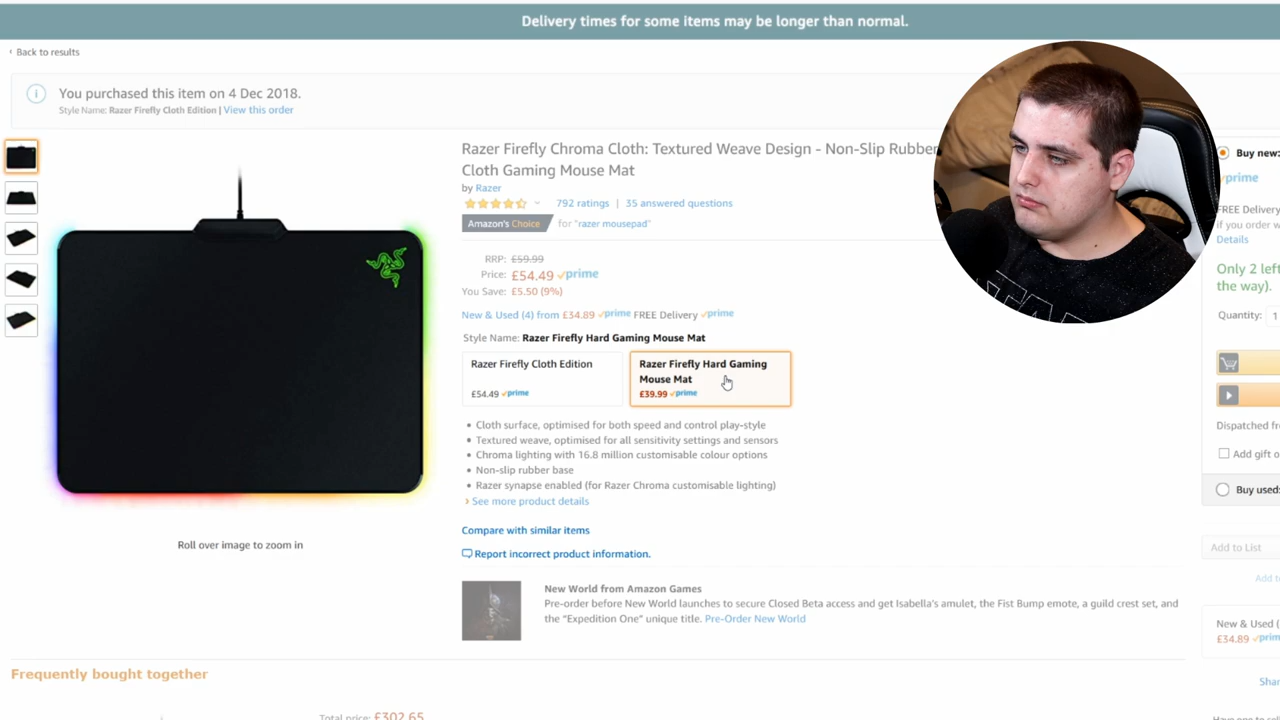 Delivery times for some items may be longer than normal.
‹ Back to results
You purchased this item on 4 Dec 2018.
Style Name: Razer Firefly Cloth Edition | View this order
Razer Firefly Chroma Cloth: Textured Weave Design - Non-Slip Rubber
Cloth Gaming Mouse Mat
by Razer
792 ratings | 35 answered questions
Amazon's Choice for "razer mousepad"
RRP: £59.99
Price: £54.49 prime
You Save: £5.50 (9%)
New & Used (4) from £34.89 prime FREE Delivery prime
Style Name: Razer Firefly Hard Gaming Mouse Mat
Razer Firefly Cloth Edition
£54.49 prime
Razer Firefly Hard Gaming
Mouse Mat
£39.99 prime
• Cloth surface, optimised for both speed and control play-style
• Textured weave, optimised for all sensitivity settings and sensors
• Chroma lighting with 16.8 million customisable colour options
• Non-slip rubber base
• Razer synapse enabled (for Razer Chroma customisable lighting)
› See more product details
Compare with similar items
Report incorrect product information.
New World from Amazon Games
Pre-order before New World launches to secure Closed Beta access and get Isabella's amulet, the Fist Bump emote, a guild crest set, and
the "Expedition One" unique title. Pre-Order New World
Roll over image to zoom in
Frequently bought together
Total price: £302.65
Buy new:
prime
FREE Delivery
if you order
Details
Only 2 left
the way).
Quantity: 1
Dispatched
Add gift
Buy used:
Add to List
Add
New & Used (
£34.89